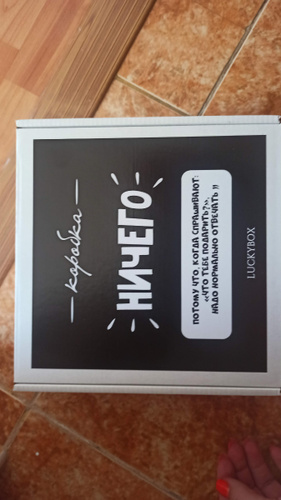 — коробка —
НИЧЕГО
ПОТОМУ ЧТО, КОГДА СПРАШИВАЮТ:
«ЧТО ТЕБЕ ПОДАРИТЬ?»,
НАДО НОРМАЛЬНО ОТВЕЧАТЬ !!
LUCKYBOX